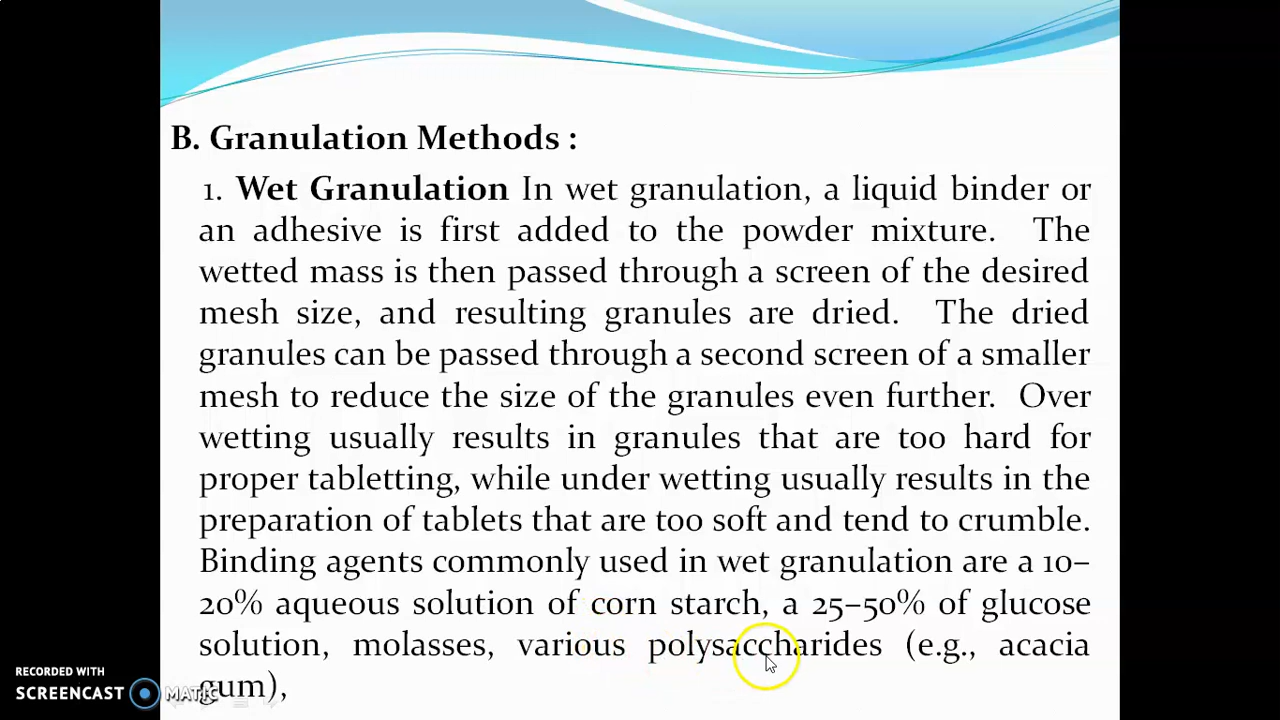 B. Granulation Methods :
1. Wet Granulation In wet granulation, a liquid binder or
an adhesive is first added to the powder mixture. The
wetted mass is then passed through a screen of the desired
mesh size, and resulting granules are dried. The dried
granules can be passed through a second screen of a smaller
mesh to reduce the size of the granules even further. Over
wetting usually results in granules that are too hard for
proper tabletting, while under wetting usually results in the
preparation of tablets that are too soft and tend to crumble.
Binding agents commonly used in wet granulation are a 10–
20% aqueous solution of corn starch, a 25–50% of glucose
solution, molasses, various polysaccharides (e.g., acacia
gum),
RECORDED WITH
SCREENCAST MATIC